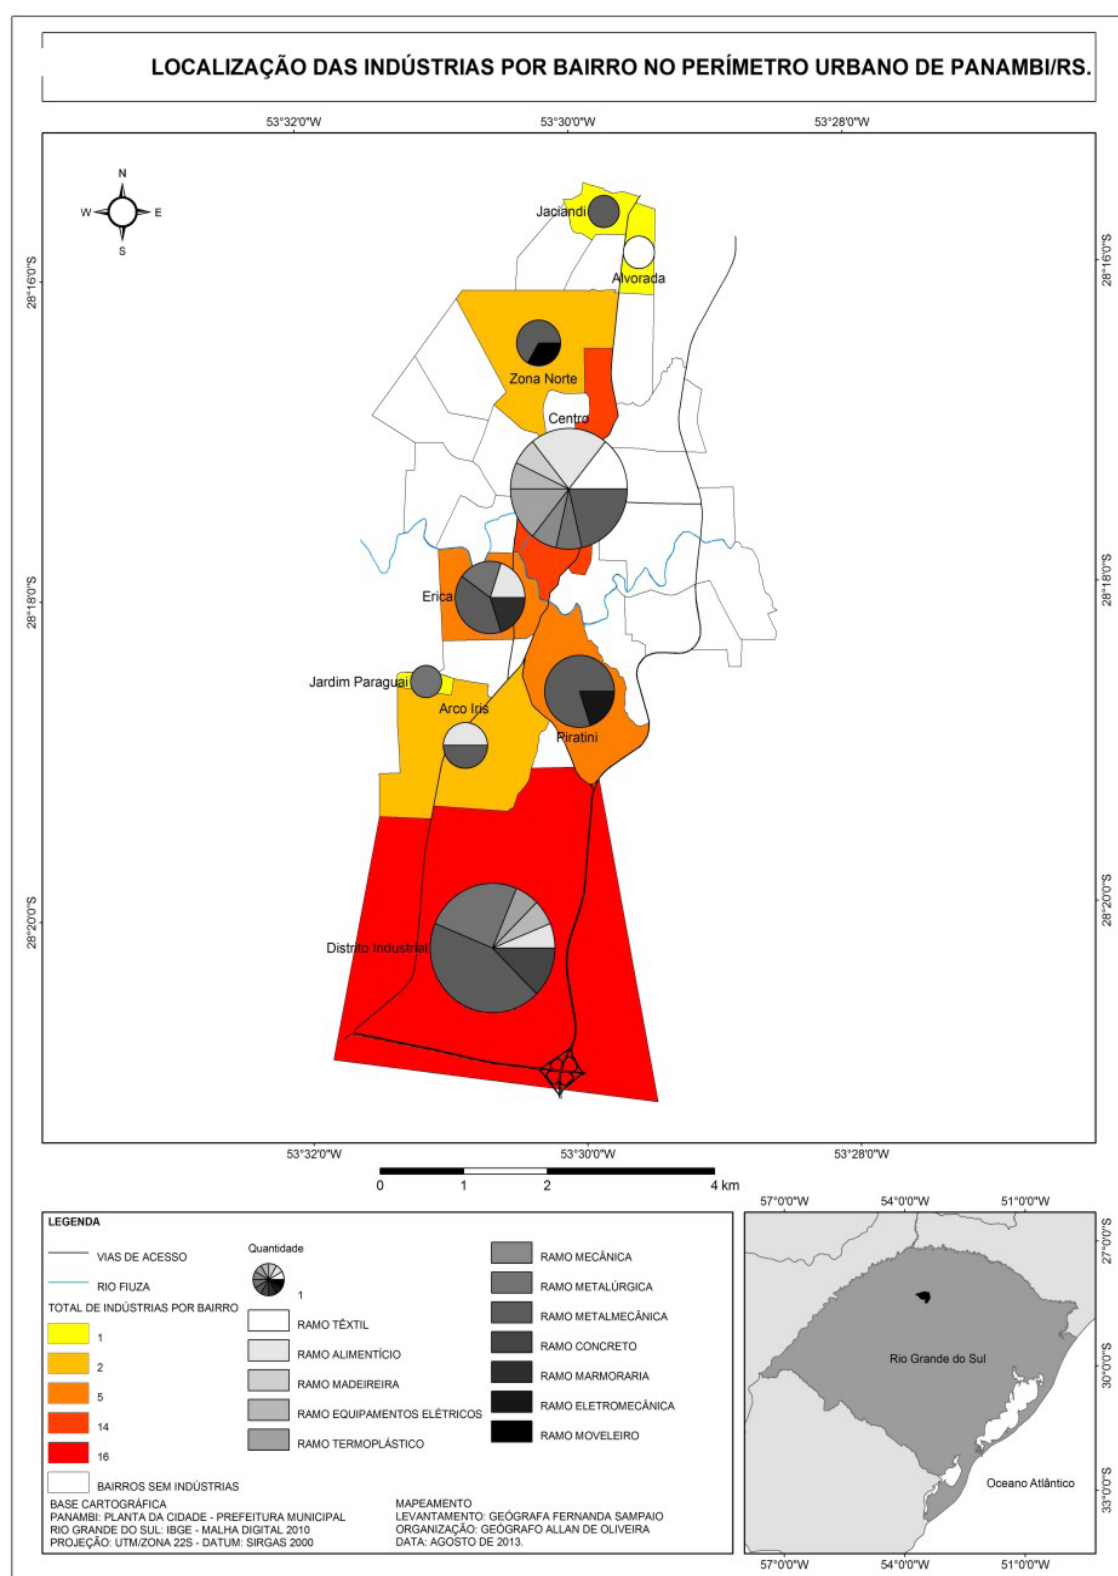 LOCALIZAÇÃO DAS INDÚSTRIAS POR BAIRRO NO PERÍMETRO URBANO DE PANAMBI/RS.
53°32'0"W
53°30'0"W
53°28'0"W
N
W
E
S
Jaciandi
Alvorada
28°16'0"S
28°16'0"S
Zona Norte
Centro
28°18'0"S
28°18'0"S
Erica
Jardim Paraguai
Arco Iris
Piratini
28°20'0"S
28°20'0"S
Distrito Industrial
53°32'0"W
53°30'0"W
53°28'0"W
0
1
2
4 km
LEGENDA
VIAS DE ACESSO
RIO FIUZA
TOTAL DE INDÚSTRIAS POR BAIRRO
1
2
5
14
16
BAIRROS SEM INDÚSTRIAS
Quantidade
1
RAMO TÊXTIL
RAMO ALIMENTÍCIO
RAMO MADEIREIRA
RAMO EQUIPAMENTOS ELÉTRICOS
RAMO TERMOPLÁSTICO
RAMO MECÂNICA
RAMO METALÚRGICA
RAMO METALMECÂNICA
RAMO CONCRETO
RAMO MARMORARIA
RAMO ELETROMECÂNICA
RAMO MOVELEIRO
BASE CARTOGRÁFICA
PANAMBI: PLANTA DA CIDADE - PREFEITURA MUNICIPAL
RIO GRANDE DO SUL: IBGE - MALHA DIGITAL 2010
PROJEÇÃO: UTM/ZONA 22S - DATUM: SIRGAS 2000
MAPEAMENTO
LEVANTAMENTO: GEÓGRAFA FERNANDA SAMPAIO
ORGANIZAÇÃO: GEÓGRAFO ALLAN DE OLIVEIRA
DATA: AGOSTO DE 2013.
57°0'0"W
54°0'0"W
51°0'0"W
27°0'0"S
30°0'0"S
33°0'0"S
Rio Grande do Sul
Oceano Atlântico
57°0'0"W
54°0'0"W
51°0'0"W